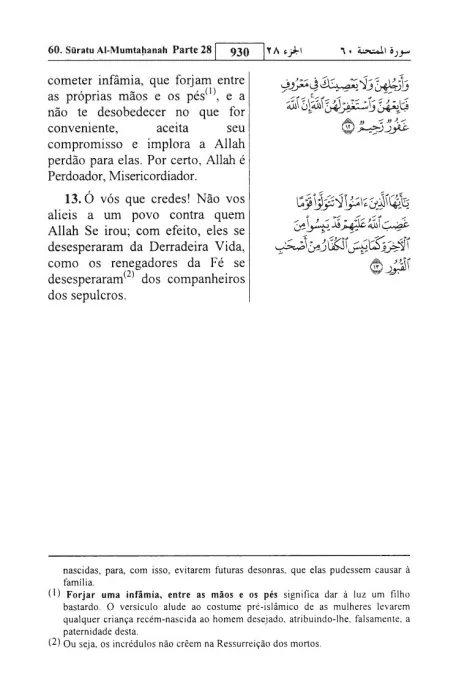 60. Sūratu Al-Mumtaḥanah Parte 28 930 الجزء ٢٨ سورة الممتحنة ٦٠
cometer infâmia, que forjam entre
as próprias mãos e os pés(1), e a
não te desobedecer no que for
conveniente, aceita seu
compromisso e implora a Allah
perdão para elas. Por certo, Allah é
Perdoador, Misericordiador.
13. Ó vós que credes! Não vos
alieis a um povo contra quem
Allah Se irou; com efeito, eles se
desesperaram da Derradeira Vida,
como os renegadores da Fé se
desesperaram(2) dos companheiros
dos sepulcros.
وَأَرْجُلِهِنَّ وَلَا يَعْصِينَكَ فِي مَعْرُوفٍ
فَبَايِعْهُنَّ وَاسْتَغْفِرْ لَهُنَّ اللَّهَ إِنَّ اللَّهَ
غَفُورٌ رَّحِيمٌ ١٢
يَا أَيُّهَا الَّذِينَ ءَامَنُوا لَا تَتَوَلَّوْا قَوْمًا
غَضِبَ اللَّهُ عَلَيْهِمْ قَدْ يَئِسُوا مِنَ
الْآخِرَةِ كَمَا يَئِسَ الْكُفَّارُ مِنْ أَصْحَابِ
الْقُبُورِ ١٣
nascidas, para, com isso, evitarem futuras desonras, que elas pudessem causar à
família.
(1) Forjar uma infâmia, entre as mãos e os pés significa dar à luz um filho
bastardo. O versículo alude ao costume pré-islâmico de as mulheres levarem
qualquer criança recém-nascida ao homem desejado, atribuindo-lhe, falsamente, a
paternidade desta.
(2) Ou seja, os incrédulos não crêem na Ressurreição dos mortos.